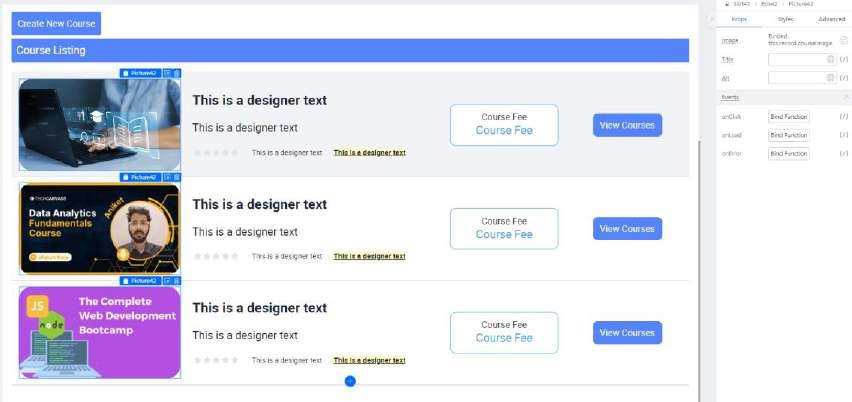 Create New Course
Course Listing
Picture42
This is a designer text
This is a designer text
This is a designer text
This is a designer text
Course Fee
Course Fee
View Courses
Picture42
TECHCANVASS
Data Analytics
Fundamentals
Course
Aniket
This is a designer text
This is a designer text
This is a designer text
This is a designer text
Course Fee
Course Fee
View Courses
Picture42
JS
node
The Complete
Web Development
Bootcamp
This is a designer text
This is a designer text
This is a designer text
This is a designer text
Course Fee
Course Fee
View Courses
Picture42
Props
Styles
Advanced
Image
Binded:
this.record.courseimage
Title
{/}
Alt
{/}
Events
onClick
Bind Function
{/}
onLoad
Bind Function
{/}
onError
Bind Function
{/}